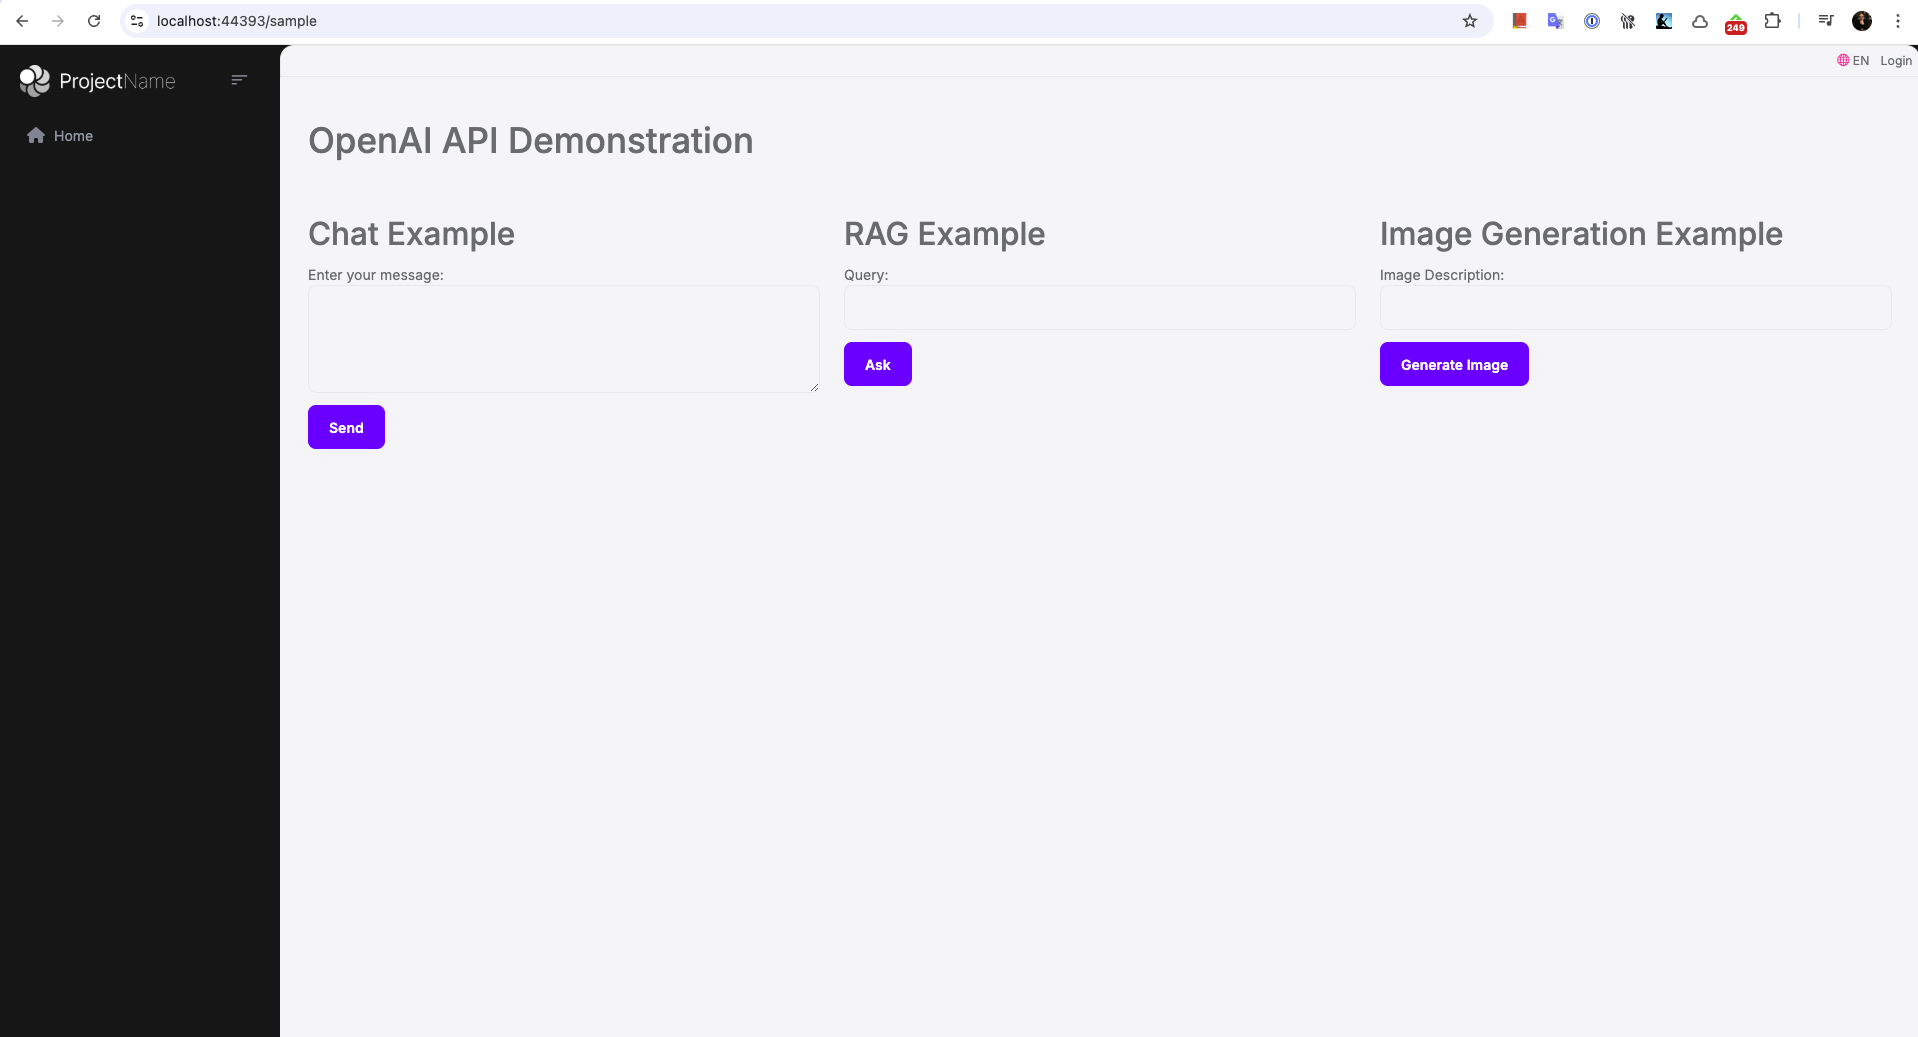 localhost:44393/sample
249
ProjectName
EN Login
Home
OpenAI API Demonstration
Chat Example
Enter your message:
Send
RAG Example
Query:
Ask
Image Generation Example
Image Description:
Generate Image